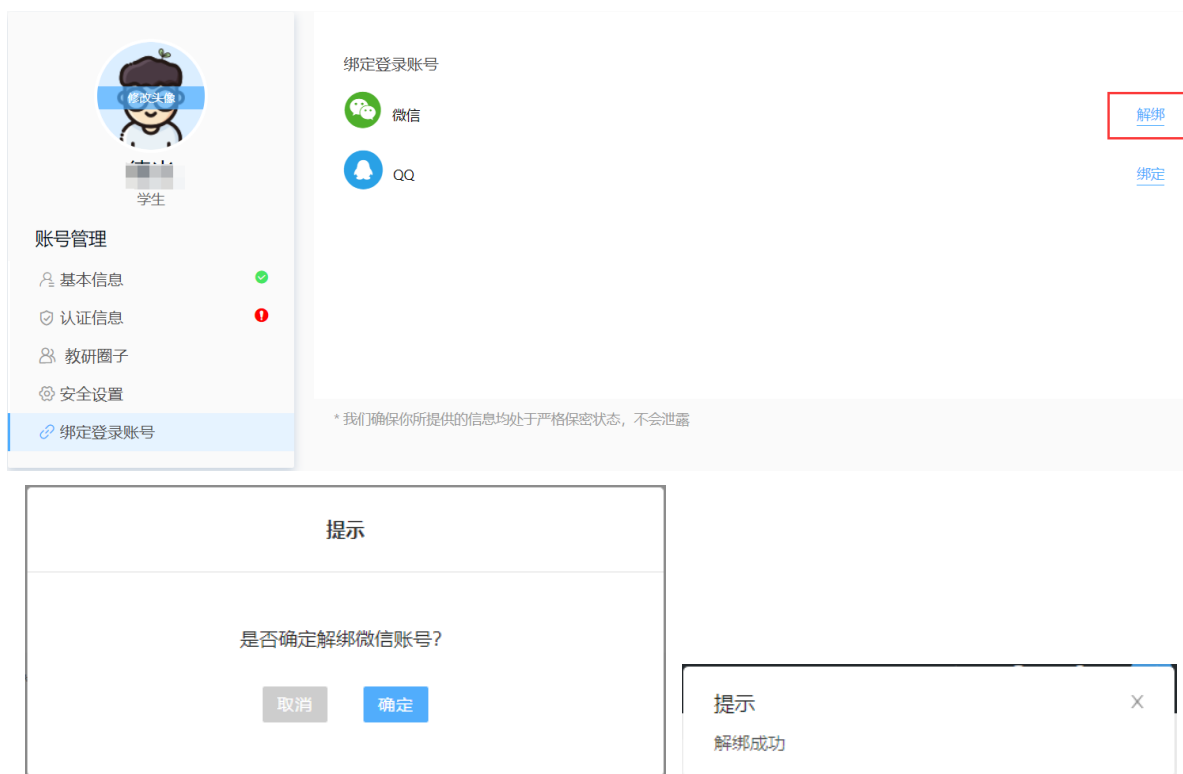 修改头像
学生
账号管理
基本信息
认证信息
教研圈子
安全设置
绑定登录账号
绑定登录账号
微信
解绑
QQ
绑定
* 我们确保你所提供的信息均处于严格保密状态，不会泄露
提示
是否确定解绑微信账号?
取消
确定
提示
X
解绑成功